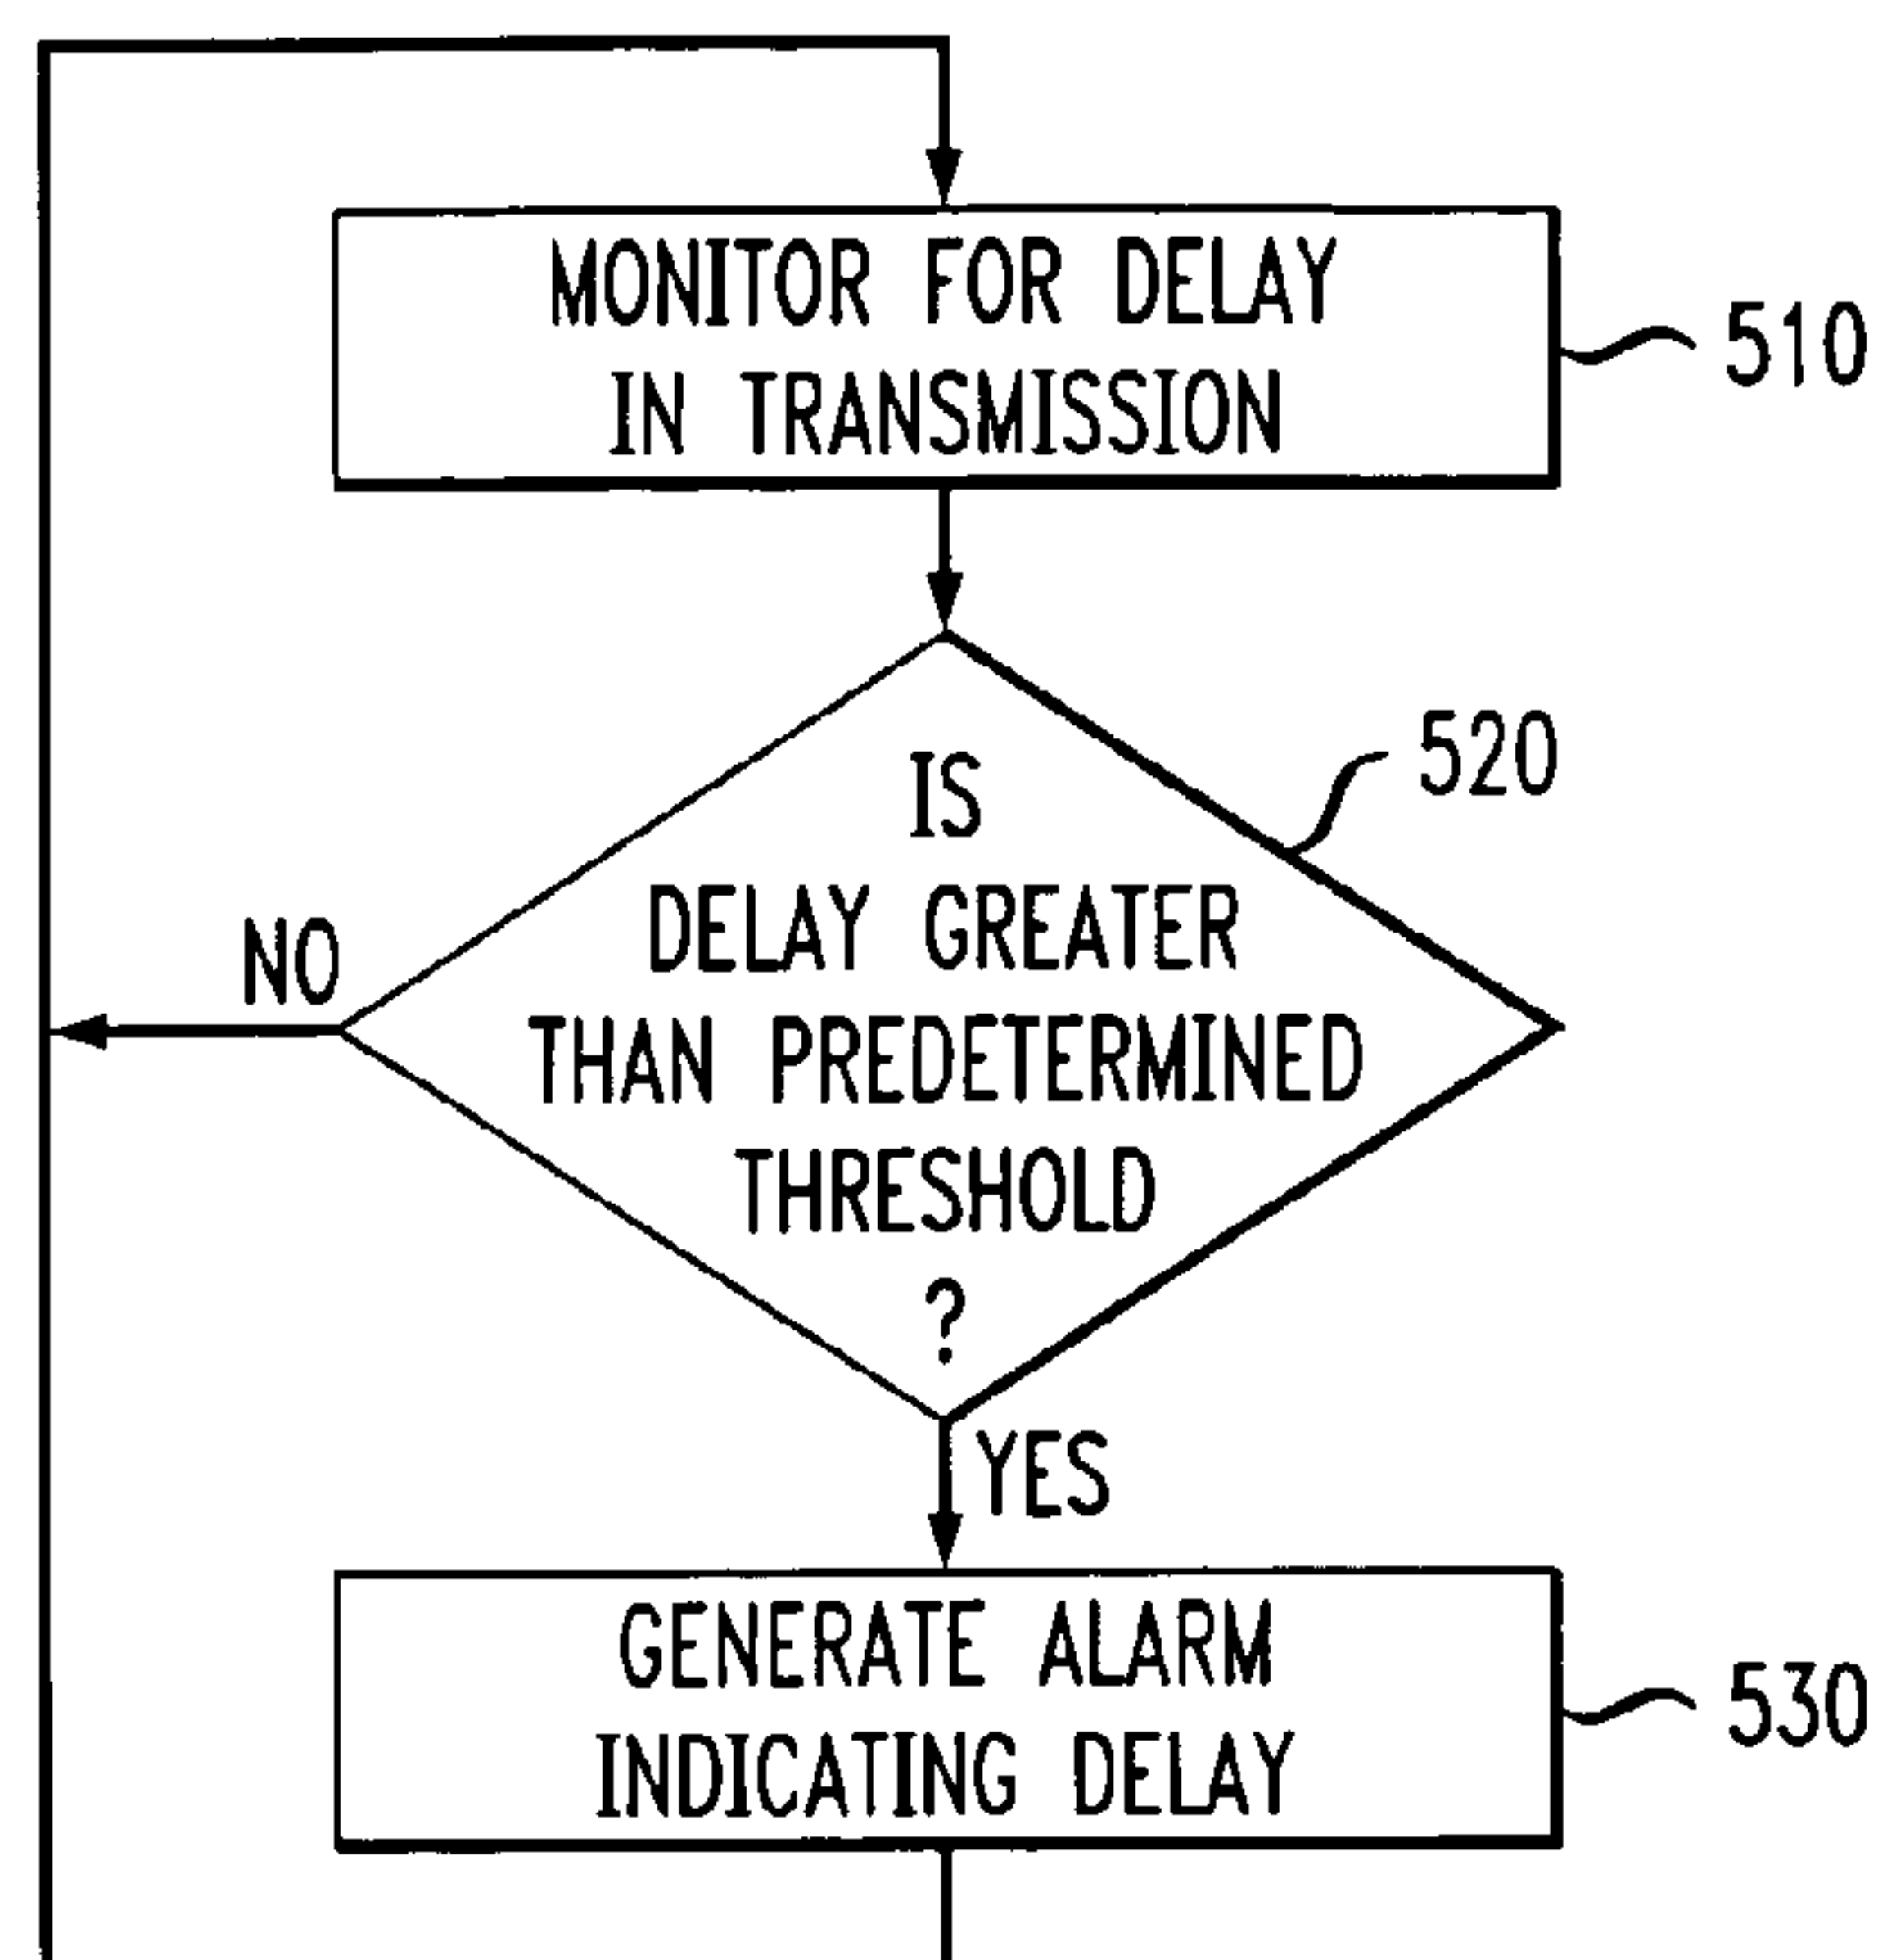 MONITOR FOR DELAY
IN TRANSMISSION
510
520
IS
DELAY GREATER
THAN PREDETERMINED
THRESHOLD
?
NO
YES
GENERATE ALARM
INDICATING DELAY
530